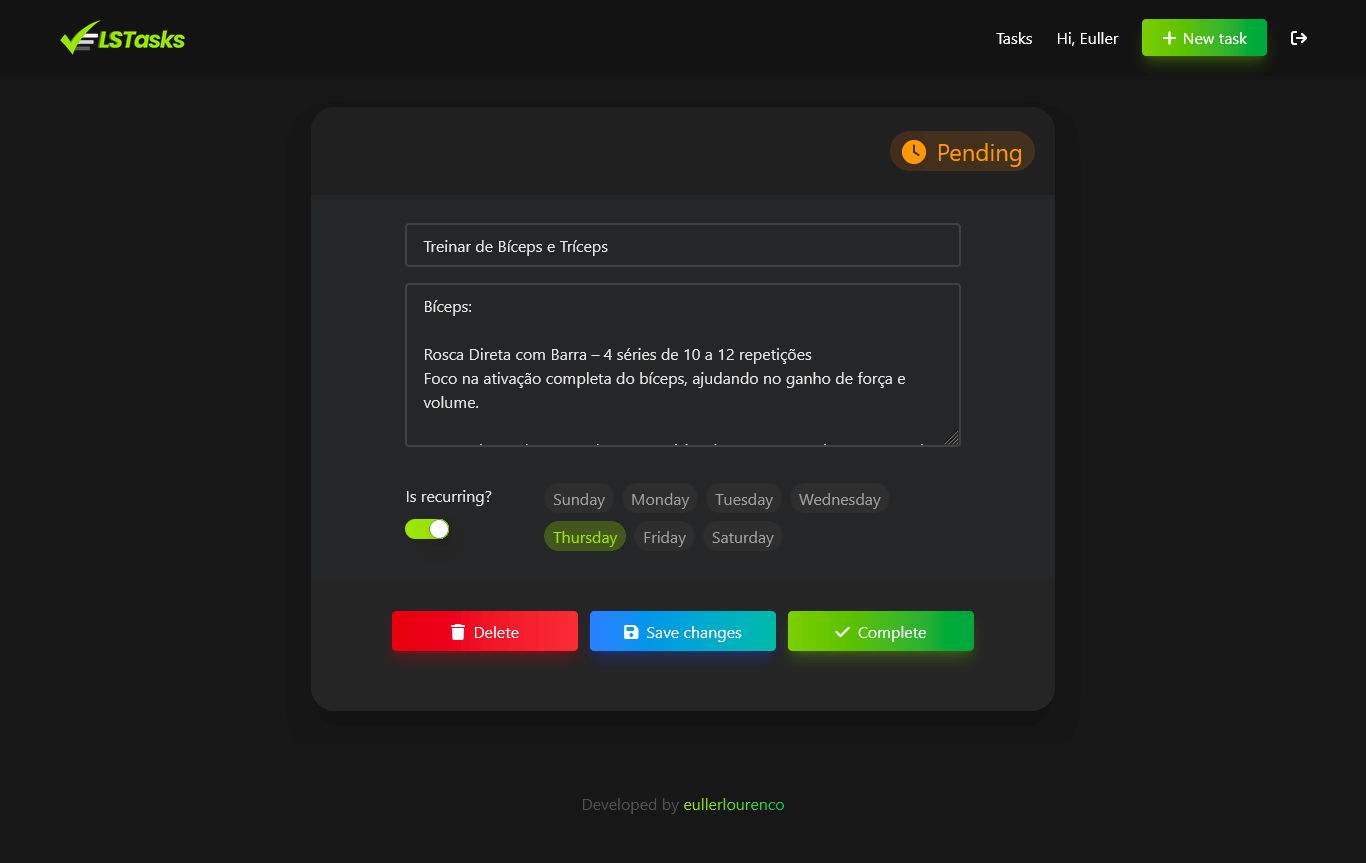 LSTasks
Tasks
Hi, Euller
New task
Pending
Treinar de Bíceps e Tríceps
Bíceps:
Rosca Direta com Barra – 4 séries de 10 a 12 repetições
Foco na ativação completa do bíceps, ajudando no ganho de força e
volume.
Is recurring?
Sunday
Monday
Tuesday
Wednesday
Thursday
Friday
Saturday
Delete
Save changes
Complete
Developed by eullerlourenco